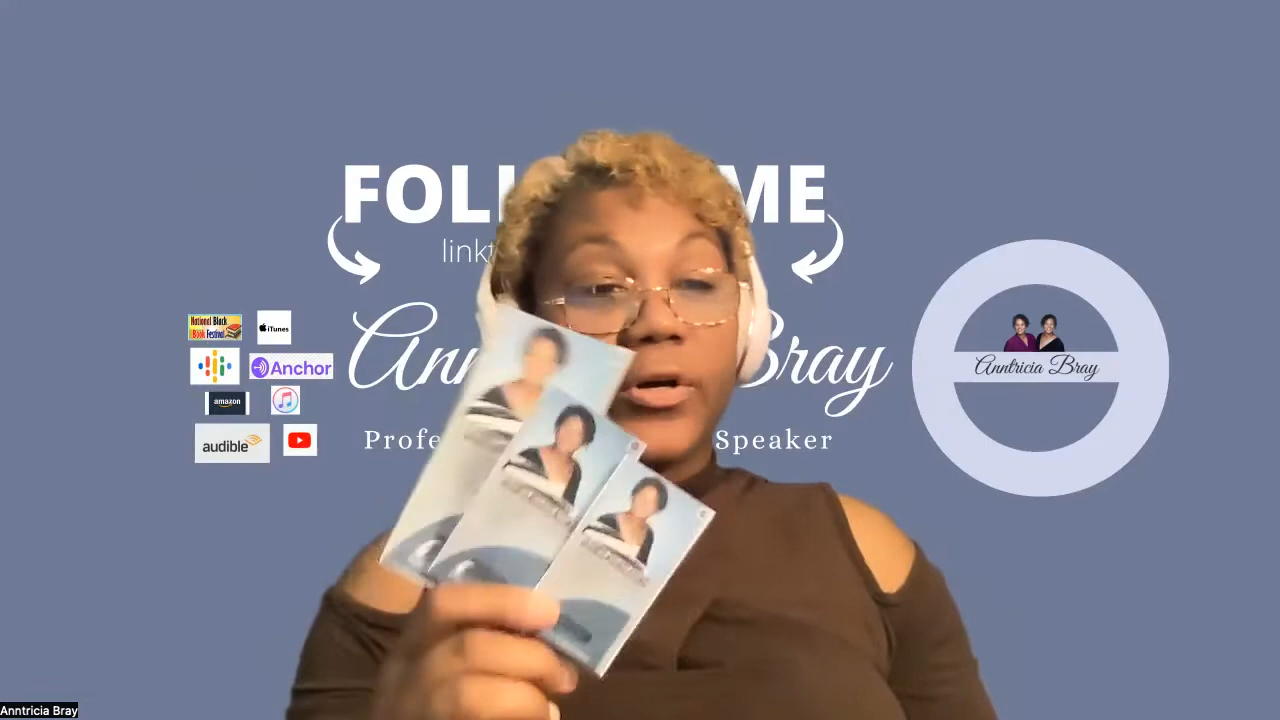 FOLL ME
linkt
Ann Bray
Profe Speaker
National Black
Book Festival
iTunes
Anchor
amazon
audible
Anntricia Bray
Anntricia Bray